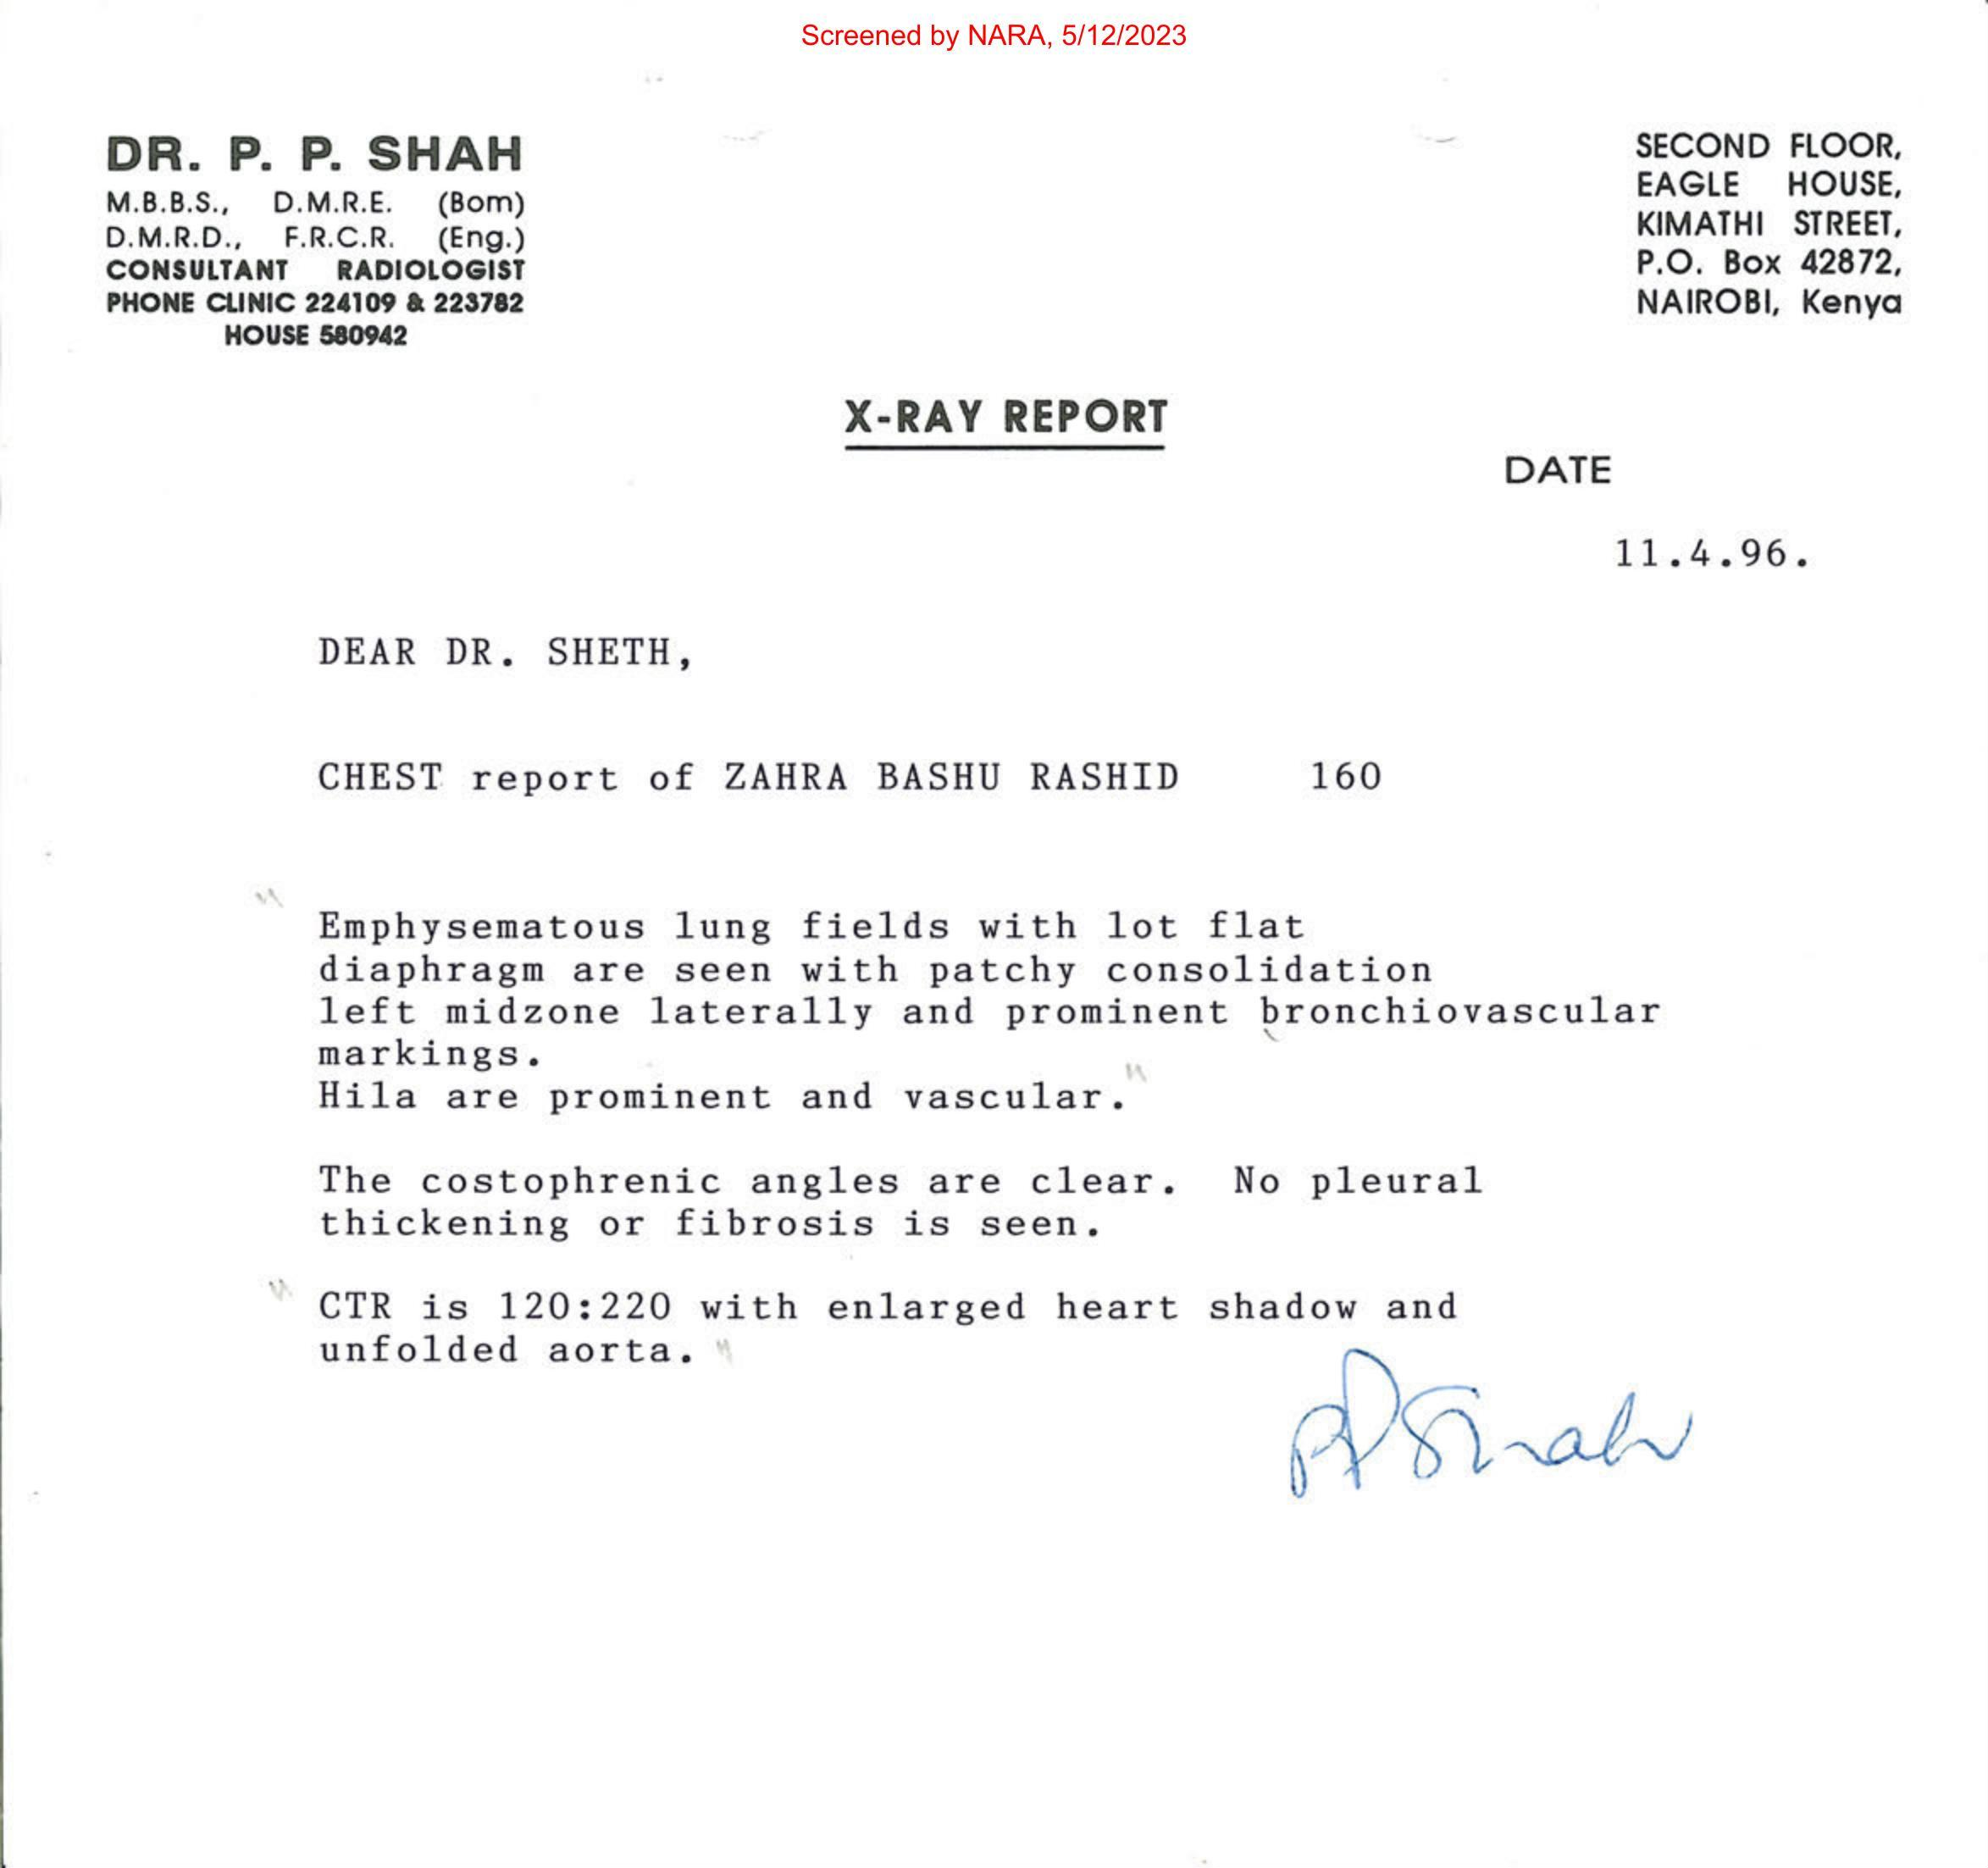 Screened by NARA, 5/12/2023
DR. P. P. SHAH
M.B.B.S., D.M.R.E. (Bom)
D.M.R.D., F.R.C.R. (Eng.)
CONSULTANT RADIOLOGIST
PHONE CLINIC 224109 & 223782
HOUSE 580942
SECOND FLOOR,
EAGLE HOUSE,
KIMATHI STREET,
P.O. Box 42872,
NAIROBI, Kenya
X-RAY REPORT
DATE
11.4.96.
DEAR DR. SHETH,
CHEST report of ZAHRA BASHU RASHID 160
" Emphysematous lung fields with lot flat
diaphragm are seen with patchy consolidation
left midzone laterally and prominent bronchiovascular
markings.
Hila are prominent and vascular."
The costophrenic angles are clear. No pleural
thickening or fibrosis is seen.
" CTR is 120:220 with enlarged heart shadow and
unfolded aorta. "
PPShah